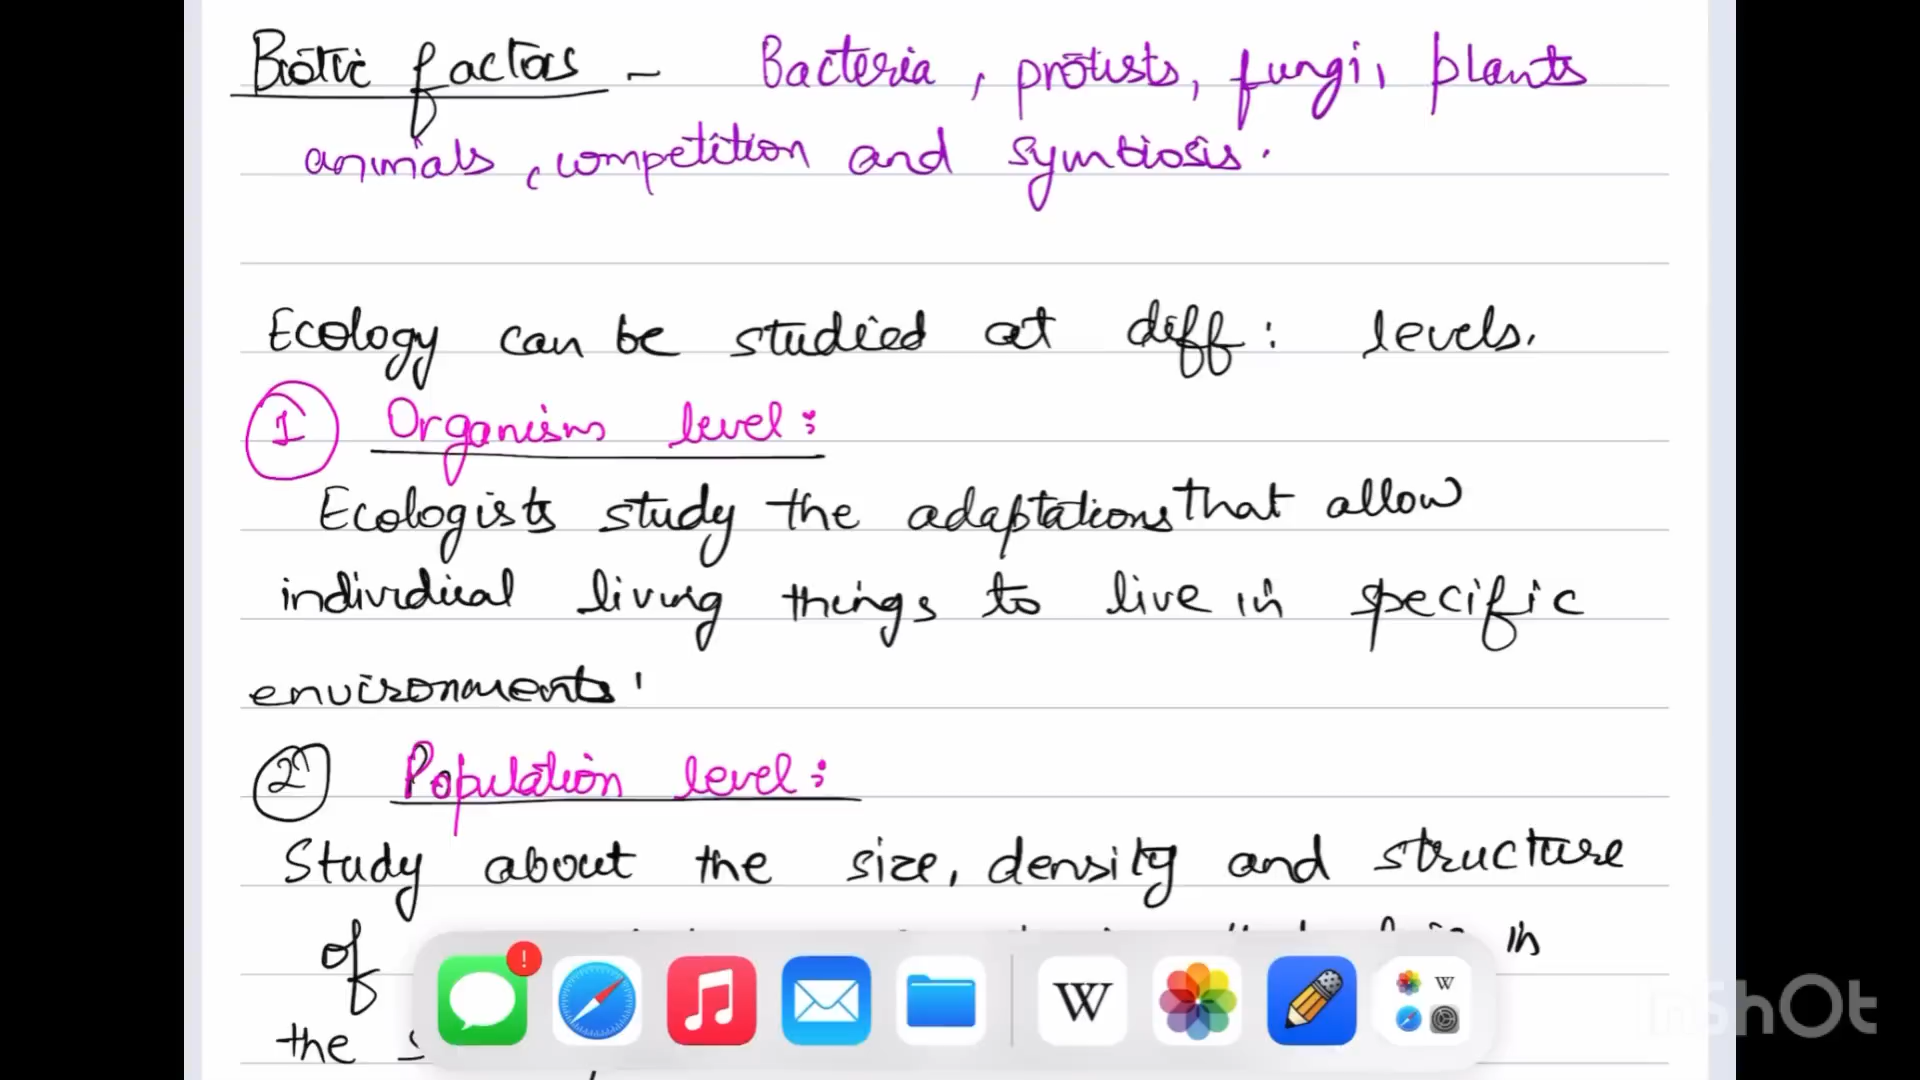 Biotic factors - Bacteria, protists, fungi, plants
animals, competition and symbiosis.
Ecology can be studied at diff: levels.
1 Organism level:
Ecologists study the adaptations that allow
individual living things to live in specific
environments.
2 Population level:
Study about the size, density and structure
of in
the
W
W
InShOt